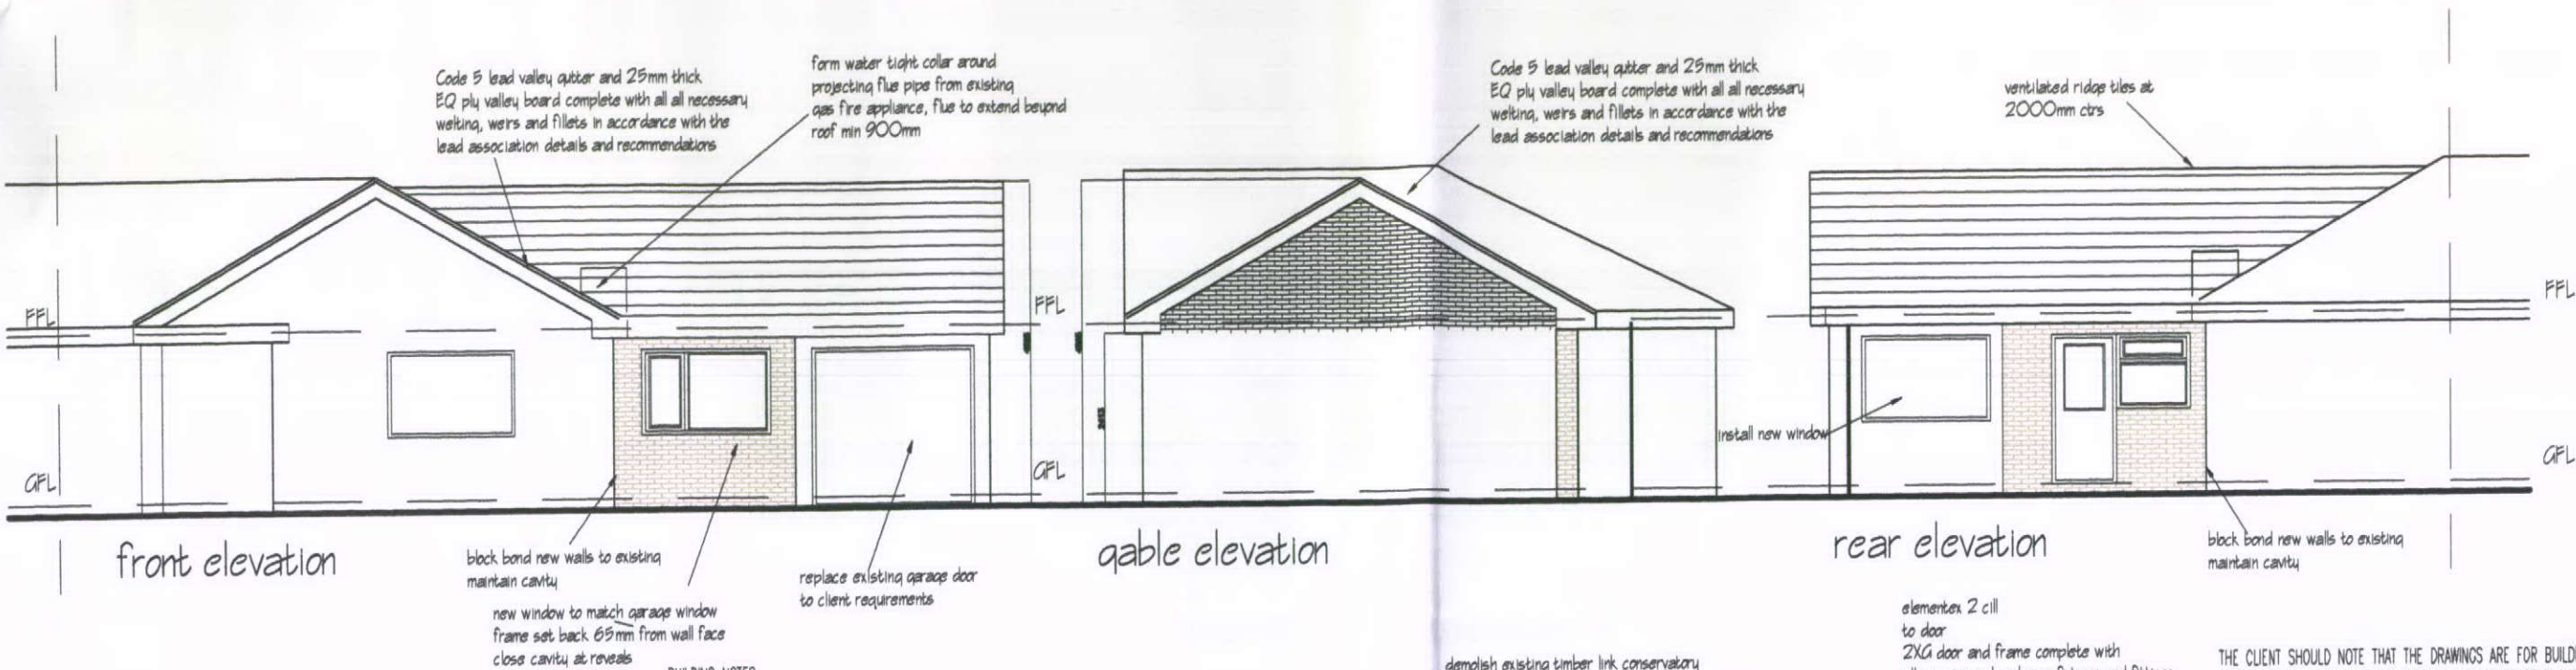 Code 5 lead valley gutter and 25mm thick
EQ ply valley board complete with all all necessary
welting, weirs and fillets in accordance with the
lead association details and recommendations
form water tight collar around
projecting flue pipe from existing
gas fire appliance, flue to extend beyond
roof min 900mm
Code 5 lead valley gutter and 25mm thick
EQ ply valley board complete with all all necessary
welting, weirs and fillets in accordance with the
lead association details and recommendations
ventilated ridge tiles at
2000mm ctrs
FFL
FFL
FFL
install new window
GFL
GFL
GFL
front elevation
block bond new walls to existing
maintain cavity
new window to match garage window
frame set back 65mm from wall face
close cavity at reveals
replace existing garage door
to client requirements
gable elevation
rear elevation
block bond new walls to existing
maintain cavity
elementex 2 cill
to door
2XG door and frame complete with
demolish existing timber link conservatory
THE CLIENT SHOULD NOTE THAT THE DRAWINGS ARE FOR BUILD
BUILDING NOTES